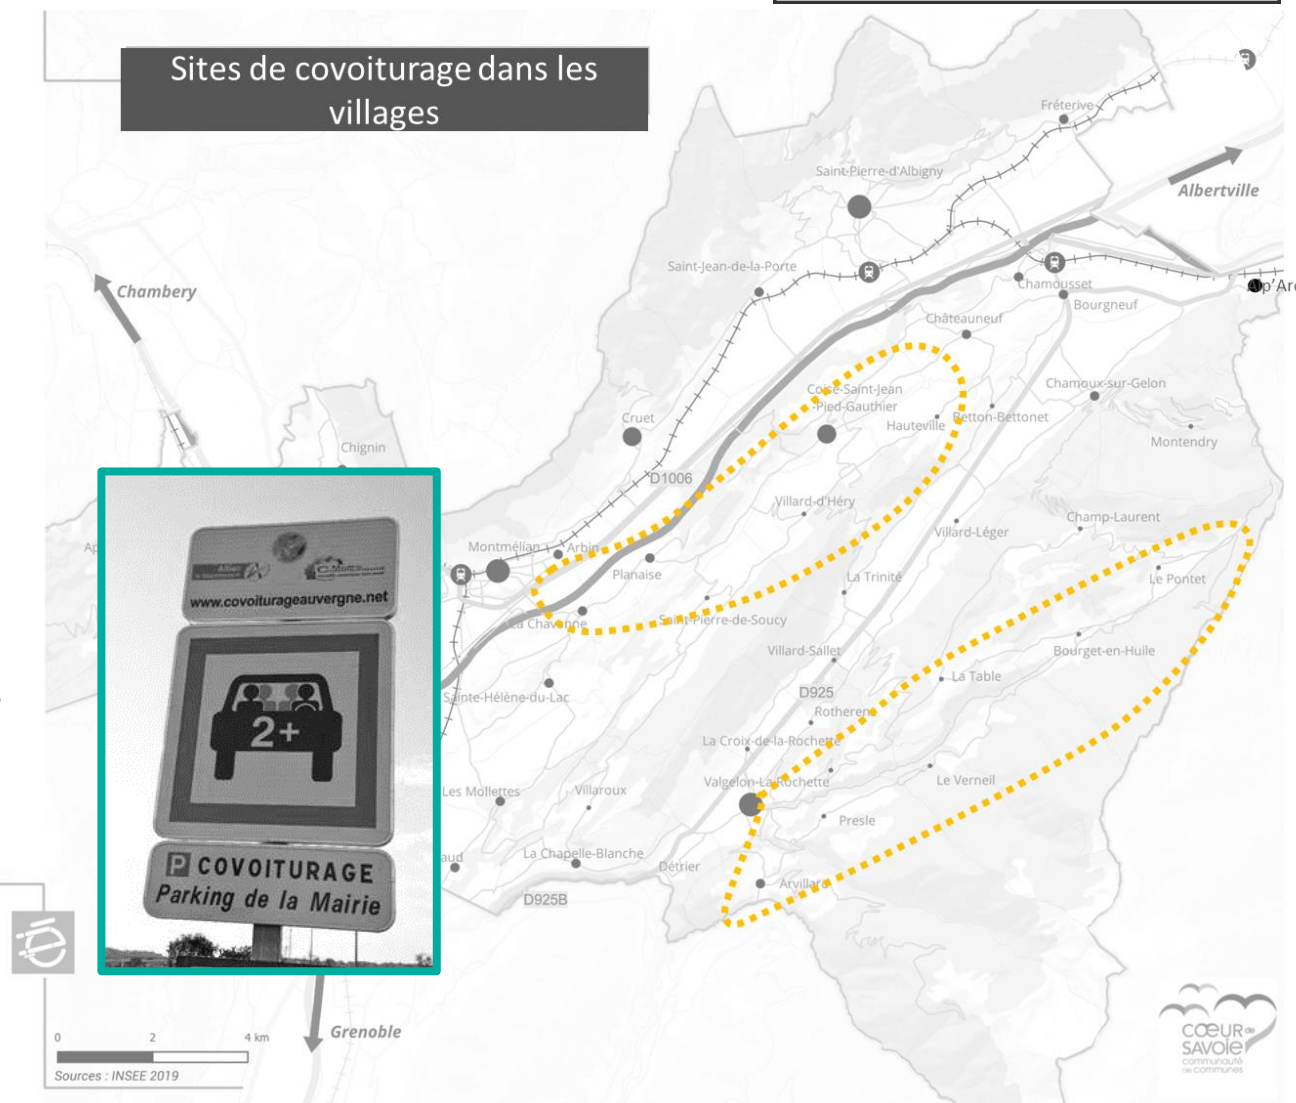 Sites de covoiturage dans les
villages
Fréterive
Saint-Pierre-d'Albigny
Albertville
Saint-Jean-de-la-Porte
Chambery
Chamousset
Bourgneuf
Châteauneuf
Coise-Saint-Jean
-Pied-Gauthier
Chamoux-sur-Gelon
Cruet
Hauteville
Betton-Bettonet
Montendry
Chignin
D1006
Villard-d'Héry
Champ-Laurent
Villard-Léger
Montmélian
Arbin
Planaise
La Trinité
Le Pontet
La Chavanne
Saint-Pierre-de-Soucy
Villard-Sallet
Bourget-en-Huile
La Table
Sainte-Hélène-du-Lac
D925
Rotherens
La Croix-de-la-Rochette
Valgelon-La-Rochette
Le Verneil
Les Mollettes
Villaroux
Presle
La Chapelle-Blanche
Détrier
Arvillard
D925B
www.covoiturageauvergne.net
2+
P COVOITURAGE
Parking de la Mairie
Grenoble
0 2 4 km
Sources : INSEE 2019
CŒUR de
SAVOIE
communauté
de communes